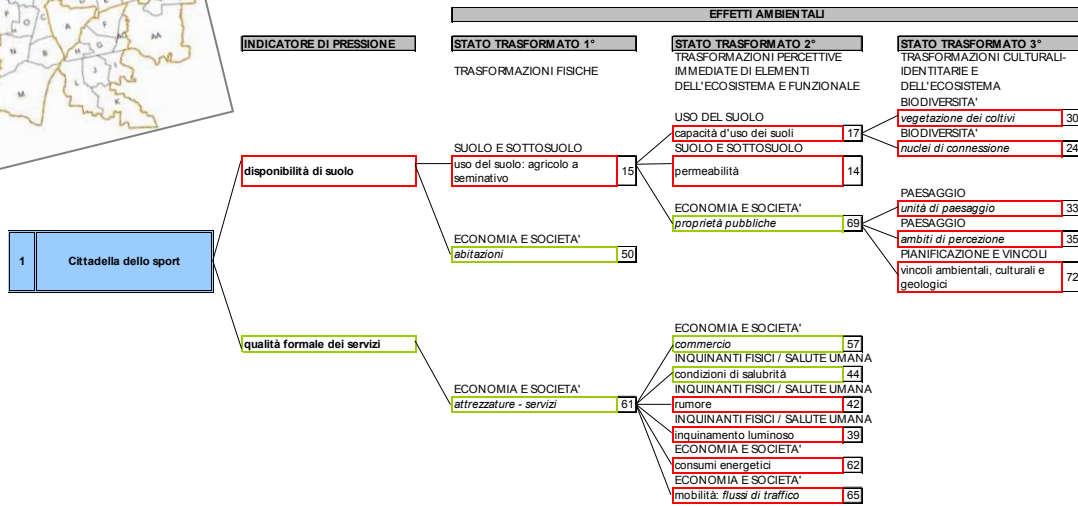 EFFETTI AMBIENTALI
INDICATORE DI PRESSIONE
STATO TRASFORMATO 1°
STATO TRASFORMATO 2°
STATO TRASFORMATO 3°
TRASFORMAZIONI FISICHE
TRASFORMAZIONI PERCETTIVE
IMMEDIATE DI ELEMENTI
DELL'ECOSISTEMA E FUNZIONALE
TRASFORMAZIONI CULTURALI-
IDENTITARIE E
DELL'ECOSISTEMA
1
Cittadella dello sport
disponibilità di suolo
SUOLO E SOTTOSUOLO
uso del suolo: agricolo a
seminativo
15
ECONOMIA E SOCIETA'
abitazioni
50
USO DEL SUOLO
capacità d'uso dei suoli
17
SUOLO E SOTTOSUOLO
permeabilità
14
ECONOMIA E SOCIETA'
proprietà pubbliche
69
BIODIVERSITA'
vegetazione dei coltivi
30
BIODIVERSITA'
nuclei di connessione
24
PAESAGGIO
unità di paesaggio
33
PAESAGGIO
ambiti di percezione
35
PIANIFICAZIONE E VINCOLI
vincoli ambientali, culturali e
geologici
72
qualità formale dei servizi
ECONOMIA E SOCIETA'
attrezzature - servizi
61
ECONOMIA E SOCIETA'
commercio
57
INQUINANTI FISICI / SALUTE UMANA
condizioni di salubrità
44
INQUINANTI FISICI / SALUTE UMANA
rumore
42
INQUINANTI FISICI / SALUTE UMANA
inquinamento luminoso
39
ECONOMIA E SOCIETA'
consumi energetici
62
ECONOMIA E SOCIETA'
mobilità: flussi di traffico
65
A
F
AA
N
B
H
G
L
J
I
M
K